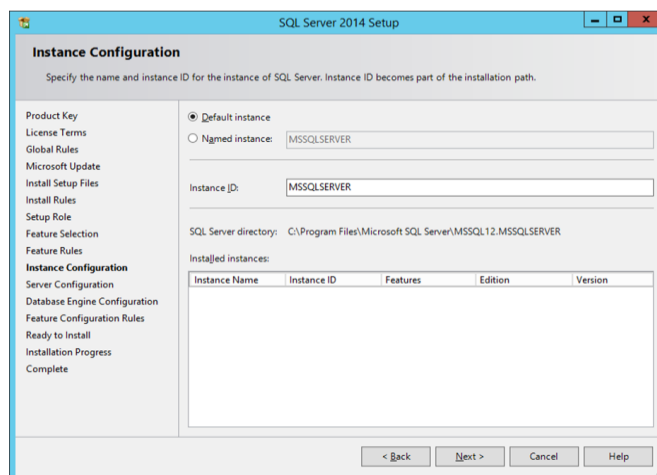 SQL Server 2014 Setup
Instance Configuration
Specify the name and instance ID for the instance of SQL Server. Instance ID becomes part of the installation path.
Product Key
License Terms
Global Rules
Microsoft Update
Install Setup Files
Install Rules
Setup Role
Feature Selection
Feature Rules
Instance Configuration
Server Configuration
Database Engine Configuration
Feature Configuration Rules
Ready to Install
Installation Progress
Complete
Default instance
Named instance: MSSQLSERVER
Instance ID: MSSQLSERVER
SQL Server directory: C:\Program Files\Microsoft SQL Server\MSSQL12.MSSQLSERVER
Installed instances:
Instance Name Instance ID Features Edition Version
< Back Next > Cancel Help